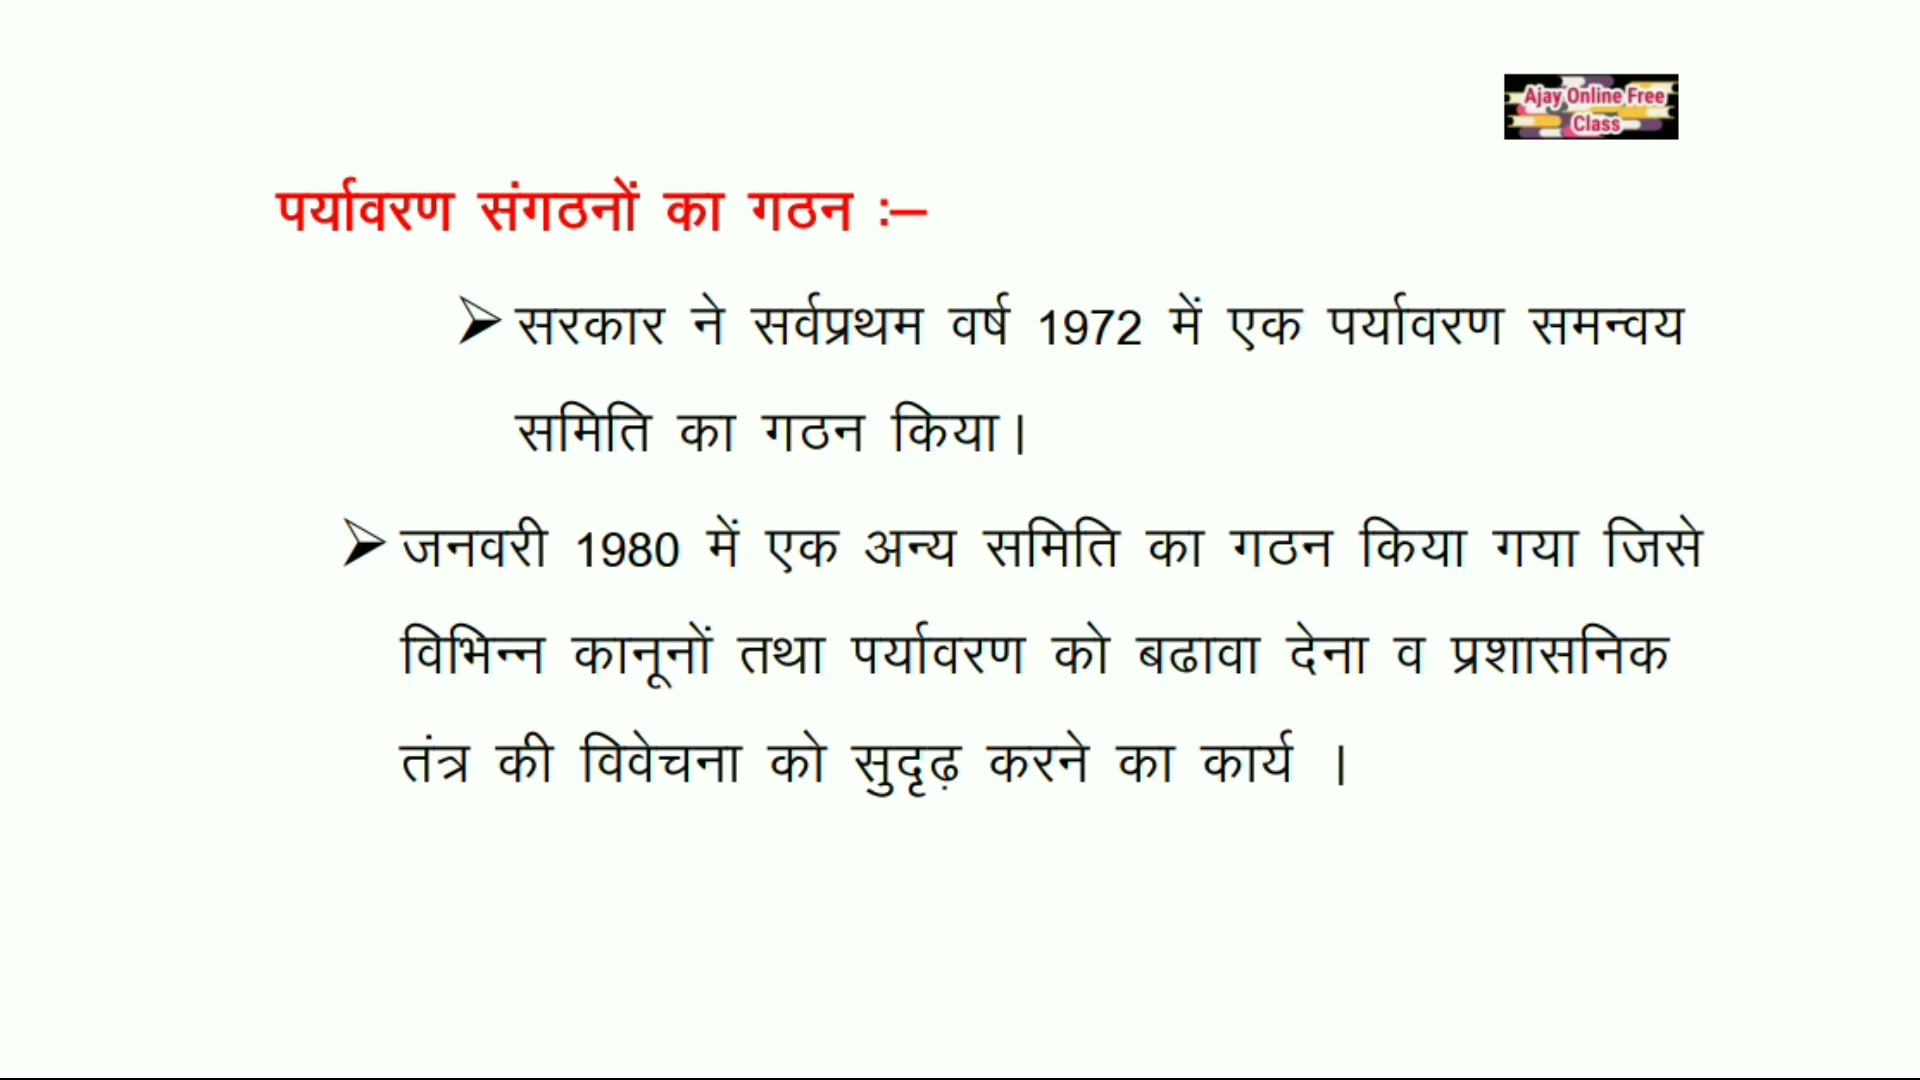 Ajay Online Free
Class
पर्यावरण संगठनों का गठन :–
➢ सरकार ने सर्वप्रथम वर्ष 1972 में एक पर्यावरण समन्वय
समिति का गठन किया।
➢ जनवरी 1980 में एक अन्य समिति का गठन किया गया जिसे
विभिन्न कानूनों तथा पर्यावरण को बढावा देना व प्रशासनिक
तंत्र की विवेचना को सुदृढ़ करने का कार्य ।